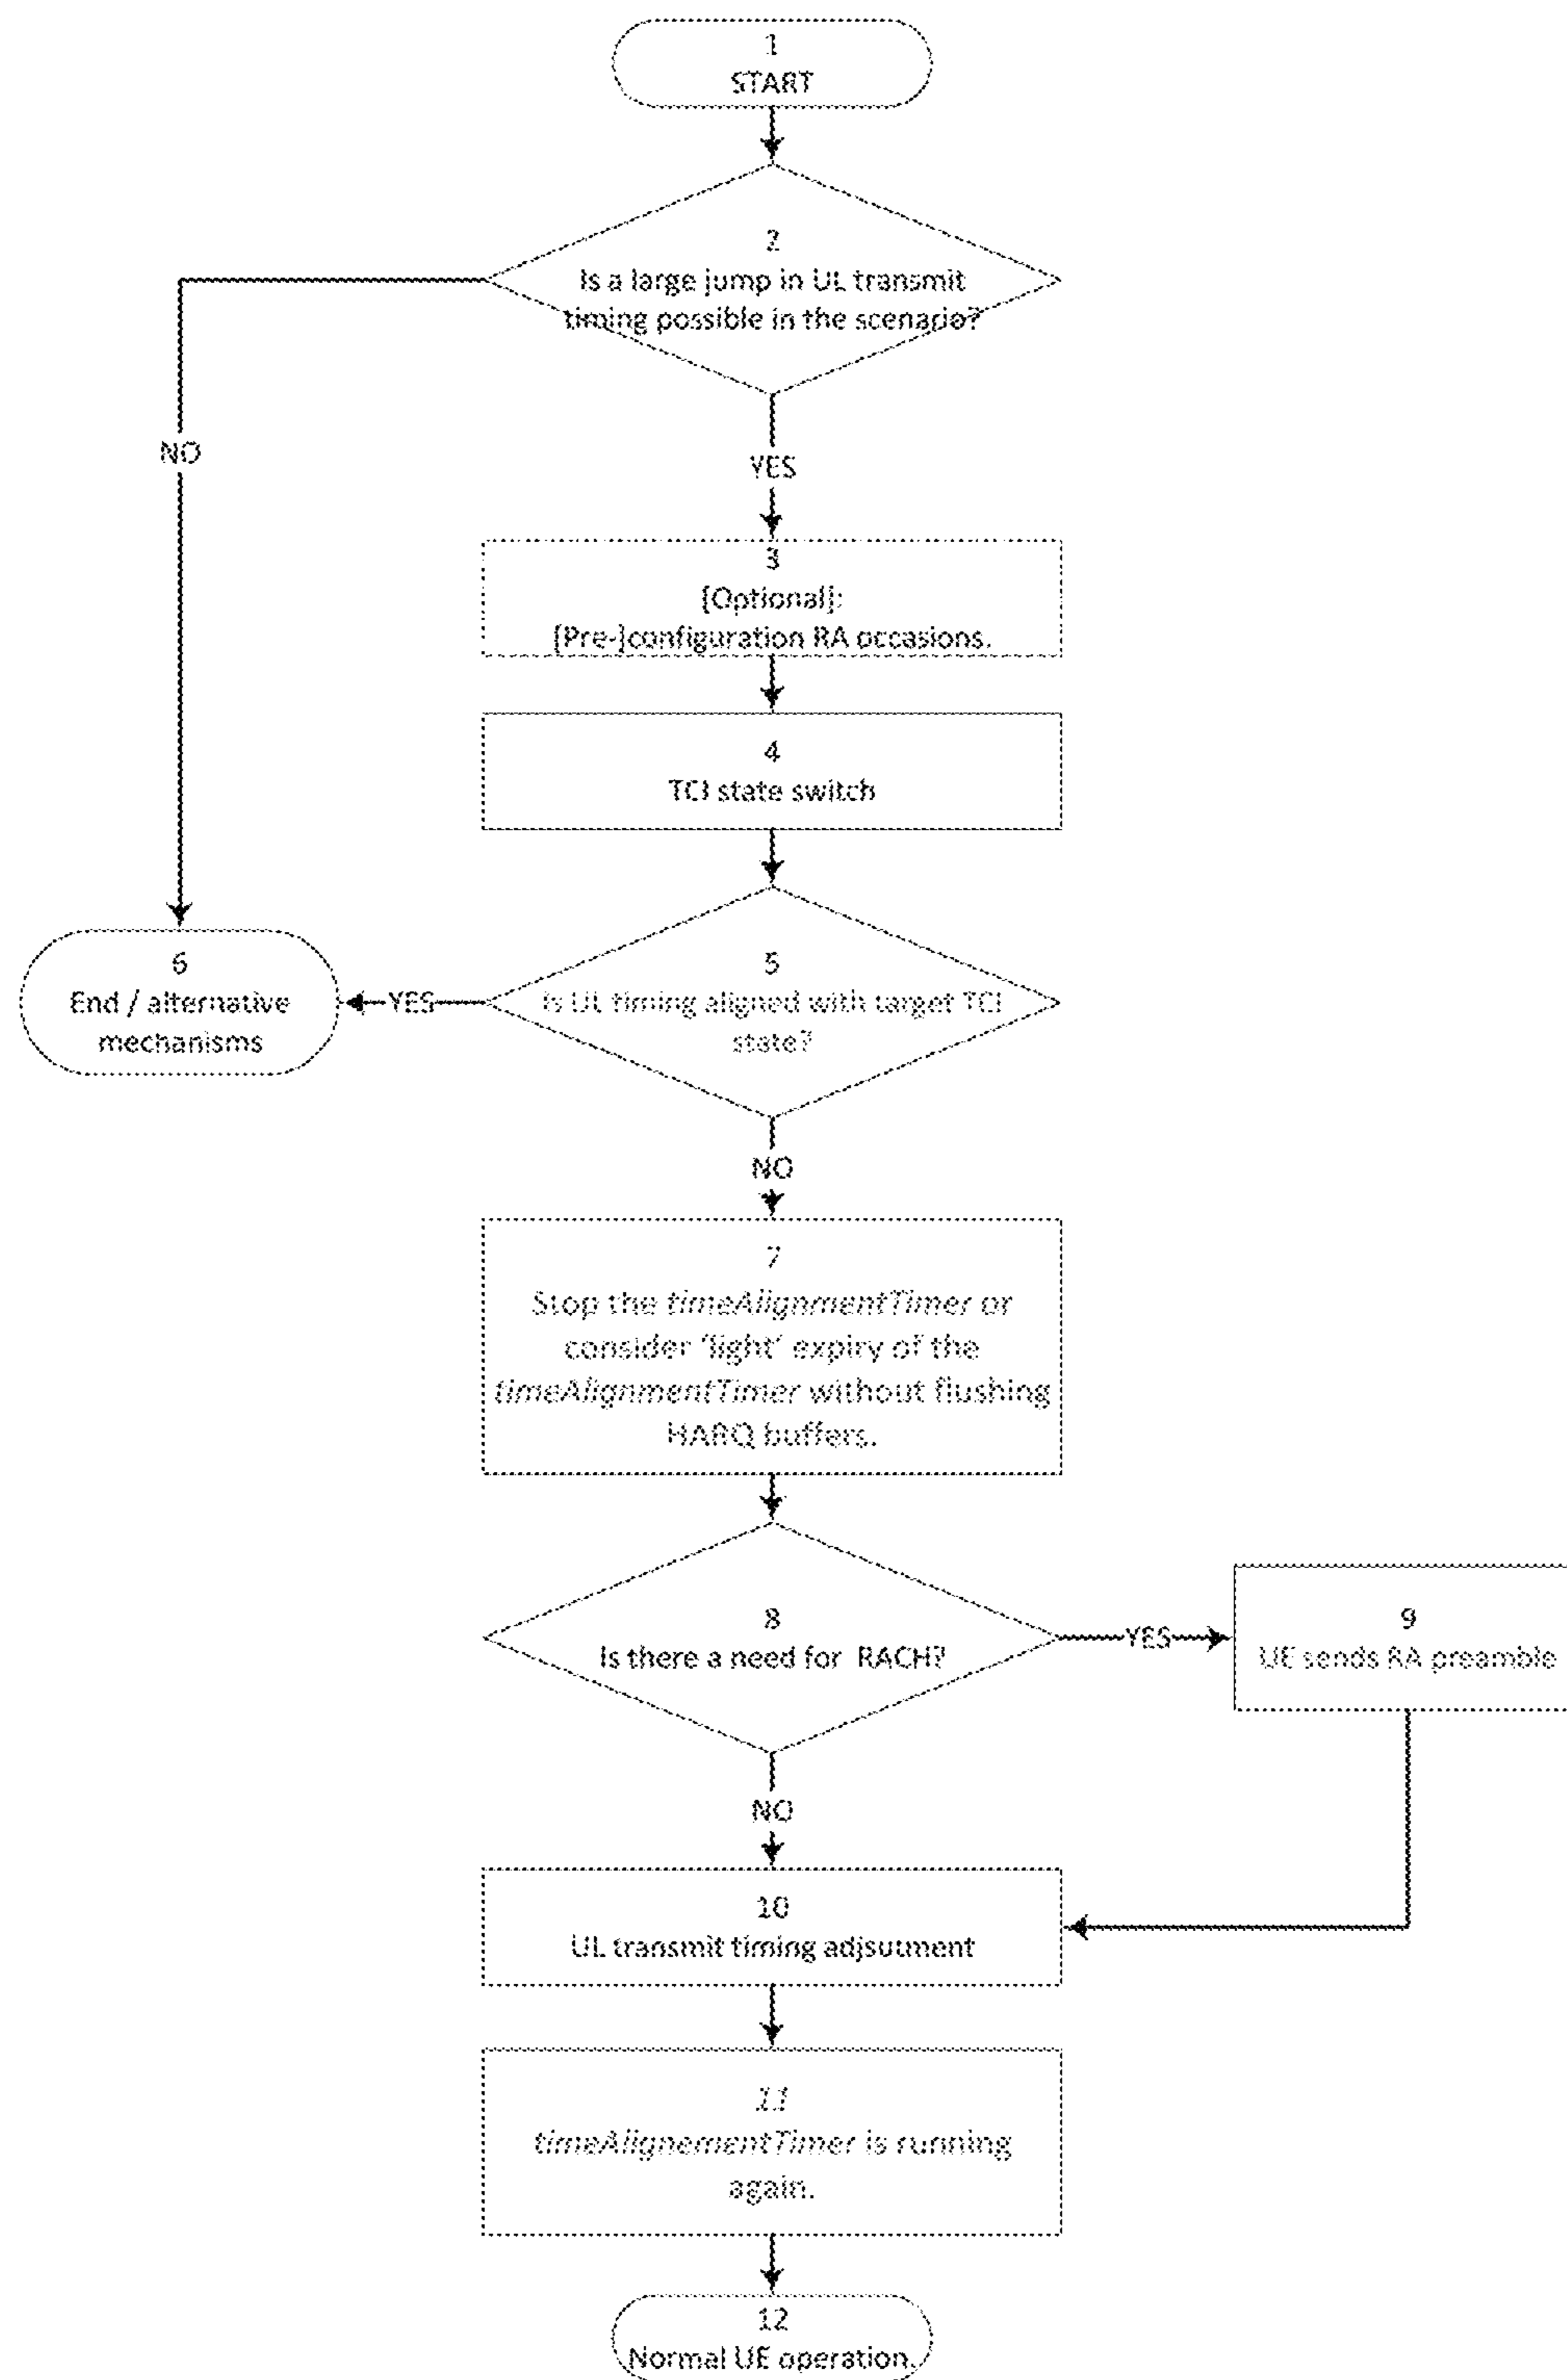 1
START
2
Is a large jump in UL transmit
timing possible in the scenario?
NO
YES
3
[Optional]:
[Pre-]configuration RA occasions.
4
TCI state switch
5
Is UL timing aligned with target TCI
state?
YES
6
End / alternative
mechanisms
NO
7
Stop the timeAlignmentTimer or
consider 'light' expiry of the
timeAlignmentTimer without flushing
HARQ buffers.
8
Is there a need for RACH?
YES
9
UE sends RA preamble
NO
10
UL transmit timing adjsutment
11
timeAlignementTimer is running
again.
12
Normal UE operation.